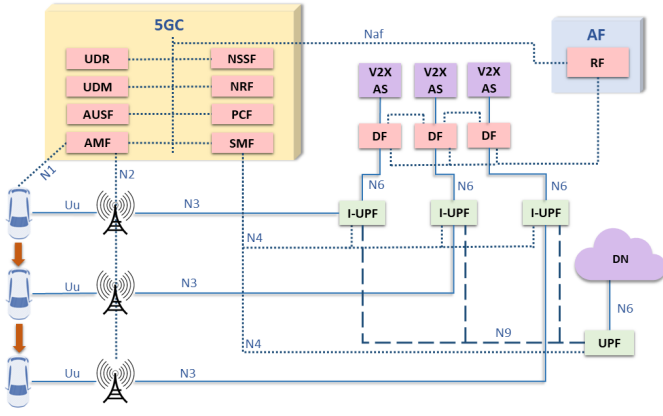 5GC
AF
Naf
UDR
NSSF
RF
UDM
NRF
V2X
AS
V2X
AS
V2X
AS
AUSF
PCF
AMF
SMF
DF
DF
DF
N1
N2
N6
N6
N6
Uu
N3
I-UPF
I-UPF
I-UPF
N4
DN
Uu
N3
N6
N9
N4
UPF
Uu
N3